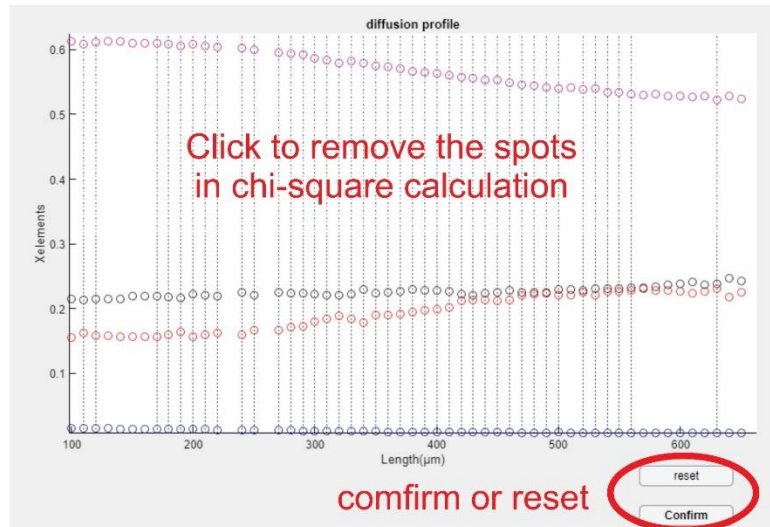 diffusion profile
0.6
0.5
0.4
0.3
0.2
0.1
Xelements
Click to remove the spots
in chi-square calculation
100
200
300
400
500
600
Length(μm)
comfirm or reset
reset
Confirm